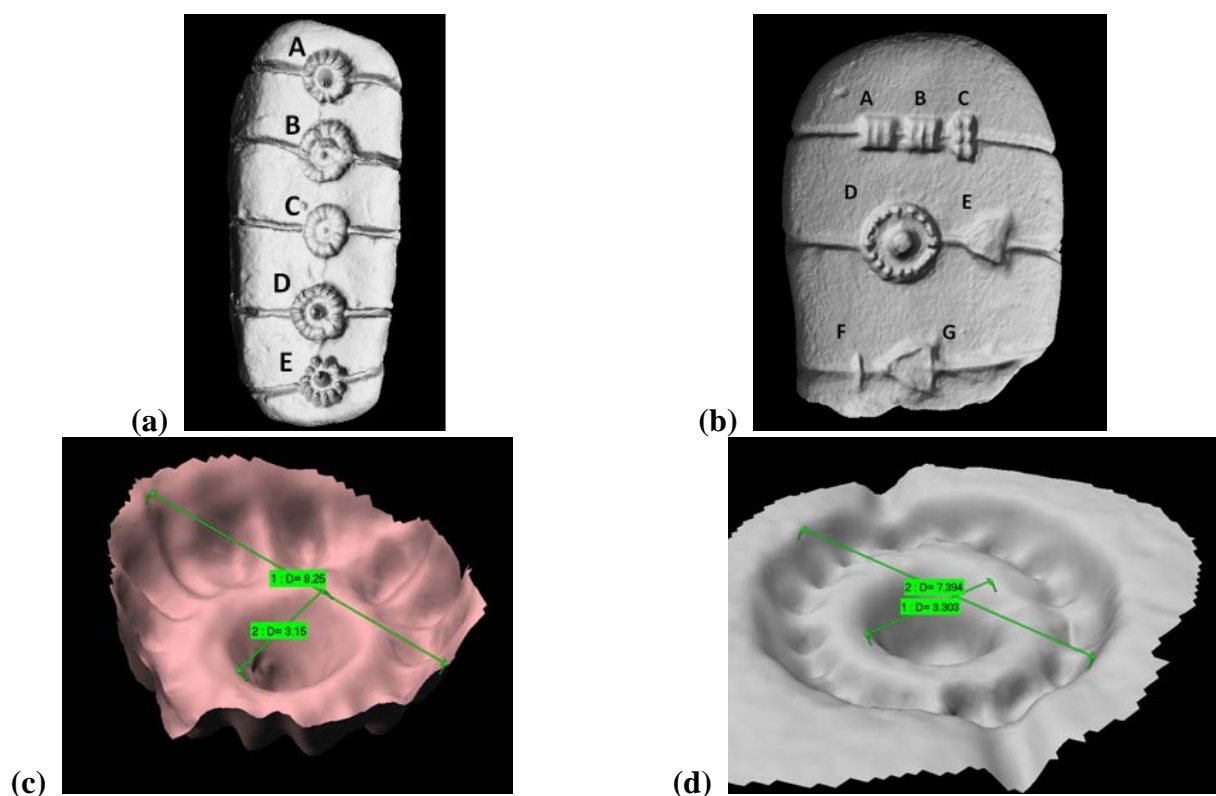 A
B
C
D
E
(a)
A B C
D E
F G
(b)
1 : D= 8.25
2 : D= 3.15
(c)
2 : D= 7.394
1 : D= 3.303
(d)